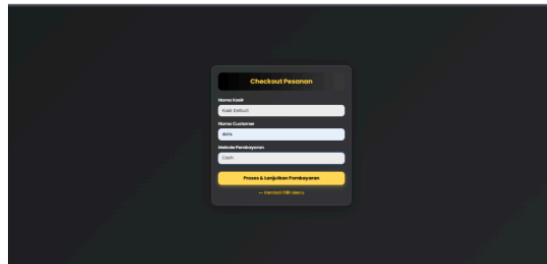 Checkout Pesanan
Nama Kasir
Kasir Default
Nama Customer
Metode Pembayaran
Cash
Proses & Lanjutkan Pembayaran